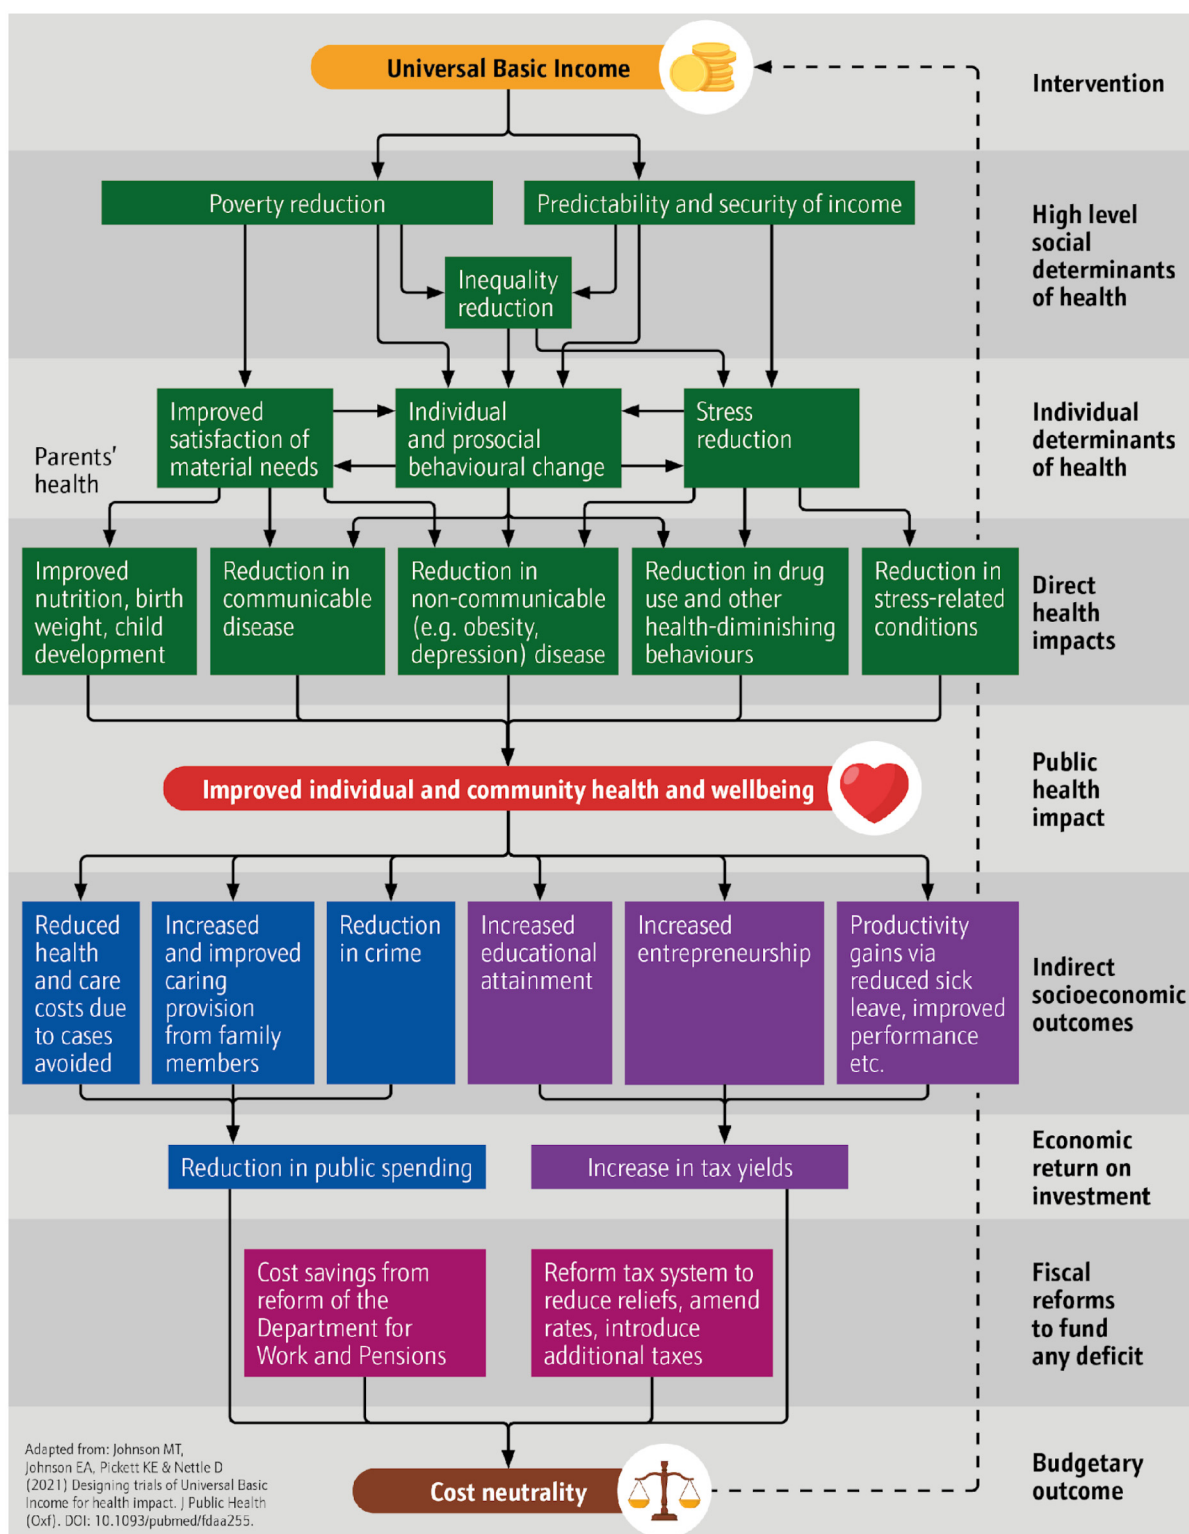 Universal Basic Income
Intervention
Poverty reduction
Predictability and security of income
High level
social
determinants
of health
Inequality
reduction
Improved
satisfaction of
material needs
Individual
and prosocial
behavioural change
Stress
reduction
Individual
determinants
of health
Parents’
health
Improved
nutrition, birth
weight, child
development
Reduction in
communicable
disease
Reduction in
non-communicable
(e.g. obesity,
depression) disease
Reduction in drug
use and other
health-diminishing
behaviours
Reduction in
stress-related
conditions
Direct
health
impacts
Improved individual and community health and wellbeing
Public
health
impact
Reduced
health
and care
costs due
to cases
avoided
Increased
and improved
caring
provision
from family
members
Reduction
in crime
Increased
educational
attainment
Increased
entrepreneurship
Productivity
gains via
reduced sick
leave, improved
performance
etc.
Indirect
socioeconomic
outcomes
Reduction in public spending
Increase in tax yields
Economic
return on
investment
Cost savings from
reform of the
Department for
Work and Pensions
Reform tax system to
reduce reliefs, amend
rates, introduce
additional taxes
Fiscal
reforms
to fund
any deficit
Adapted from: Johnson MT,
Johnson EA, Pickett KE & Nettle D
(2021) Designing trials of Universal Basic
Income for health impact. J Public Health
(Oxf). DOI: 10.1093/pubmed/fdaa255.
Cost neutrality
Budgetary
outcome